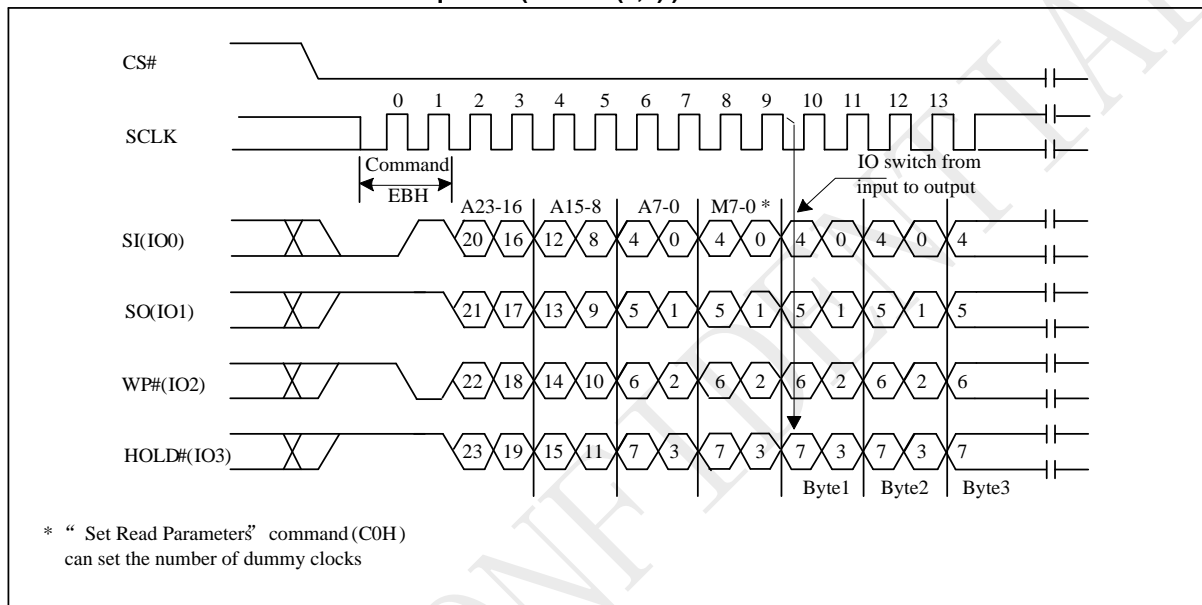 CS#
0 1 2 3 4 5 6 7 8 9 10 11 12 13
SCLK
Command
IO switch from
input to output
EBH
A23-16 A15-8 A7-0 M7-0 *
SI(IO0) 20 16 12 8 4 0 4 0 4 0 4 0 4
SO(IO1) 21 17 13 9 5 1 5 1 5 1 5 1 5
WP#(IO2) 22 18 14 10 6 2 6 2 6 2 6 2 6
HOLD#(IO3) 23 19 15 11 7 3 7 3 7 3 7 3 7
Byte1 Byte2 Byte3
* “ Set Read Parameters” command (C0H)
can set the number of dummy clocks
ONFIDENTIAL